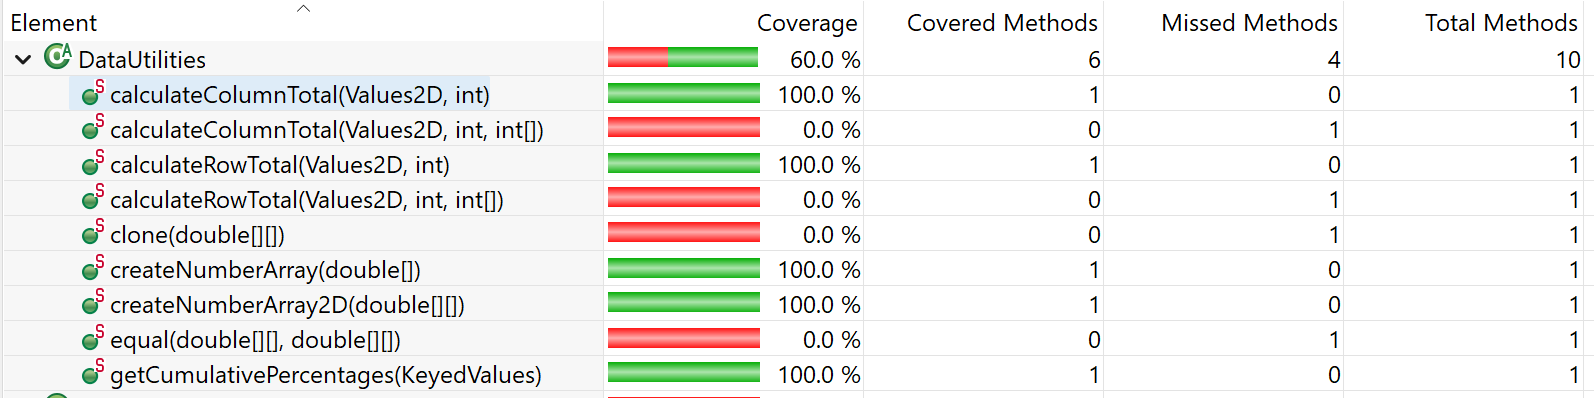 Element Coverage Covered Methods Missed Methods Total Methods
DataUtilities 60.0 % 6 4 10
calculateColumnTotal(Values2D, int) 100.0 % 1 0 1
calculateColumnTotal(Values2D, int, int[]) 0.0 % 0 1 1
calculateRowTotal(Values2D, int) 100.0 % 1 0 1
calculateRowTotal(Values2D, int, int[]) 0.0 % 0 1 1
clone(double[][]) 0.0 % 0 1 1
createNumberArray(double[]) 100.0 % 1 0 1
createNumberArray2D(double[][]) 100.0 % 1 0 1
equal(double[][], double[][]) 0.0 % 0 1 1
getCumulativePercentages(KeyedValues) 100.0 % 1 0 1